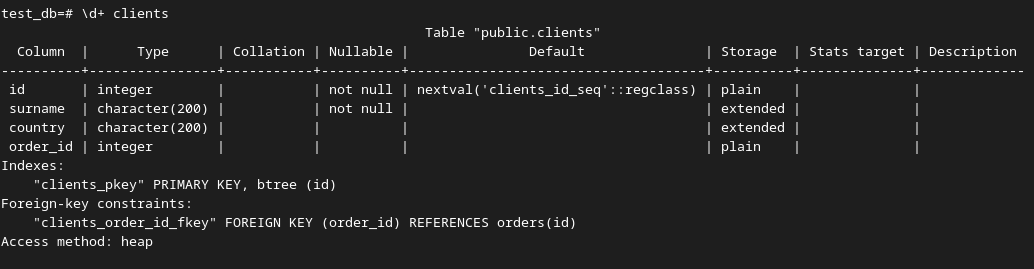 test_db=# \d+ clients
                                                     Table "public.clients"
  Column  |      Type      | Collation | Nullable |               Default               | Storage  | Stats target | Description
----------+----------------+-----------+----------+-------------------------------------+----------+--------------+-------------
 id       | integer        |           | not null | nextval('clients_id_seq'::regclass) | plain    |              |
 surname  | character(200) |           | not null |                                     | extended |              |
 country  | character(200) |           |          |                                     | extended |              |
 order_id | integer        |           |          |                                     | plain    |              |
Indexes:
    "clients_pkey" PRIMARY KEY, btree (id)
Foreign-key constraints:
    "clients_order_id_fkey" FOREIGN KEY (order_id) REFERENCES orders(id)
Access method: heap